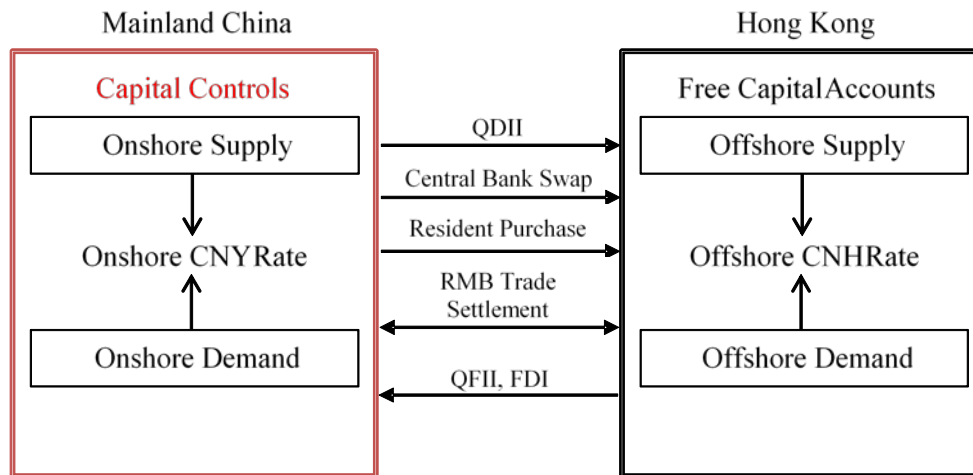 Mainland China
Hong Kong
Capital Controls
Onshore Supply
Onshore CNYRate
Onshore Demand
QDII
Central Bank Swap
Resident Purchase
RMB Trade
Settlement
QFII, FDI
Free CapitalAccounts
Offshore Supply
Offshore CNHRate
Offshore Demand